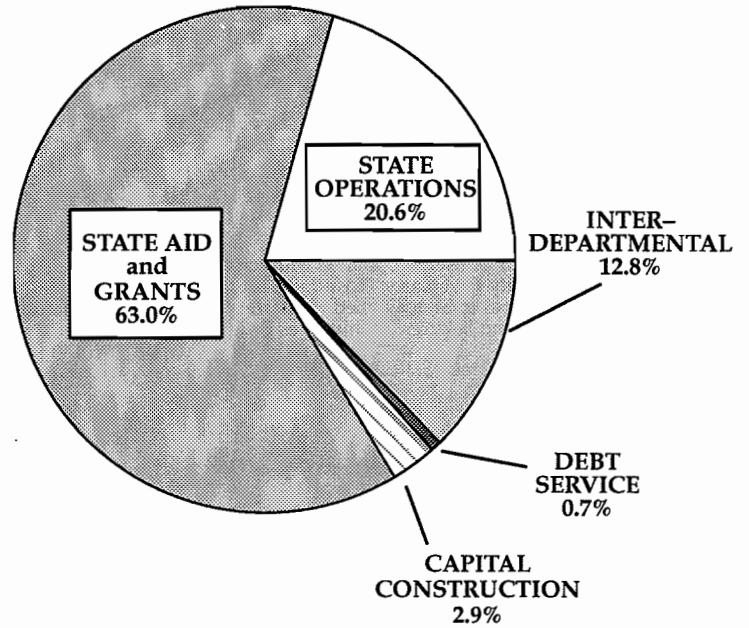 STATE
OPERATIONS
20.6%
INTER–
DEPARTMENTAL
12.8%
STATE AID
and
GRANTS
63.0%
DEBT
SERVICE
0.7%
CAPITAL
CONSTRUCTION
2.9%